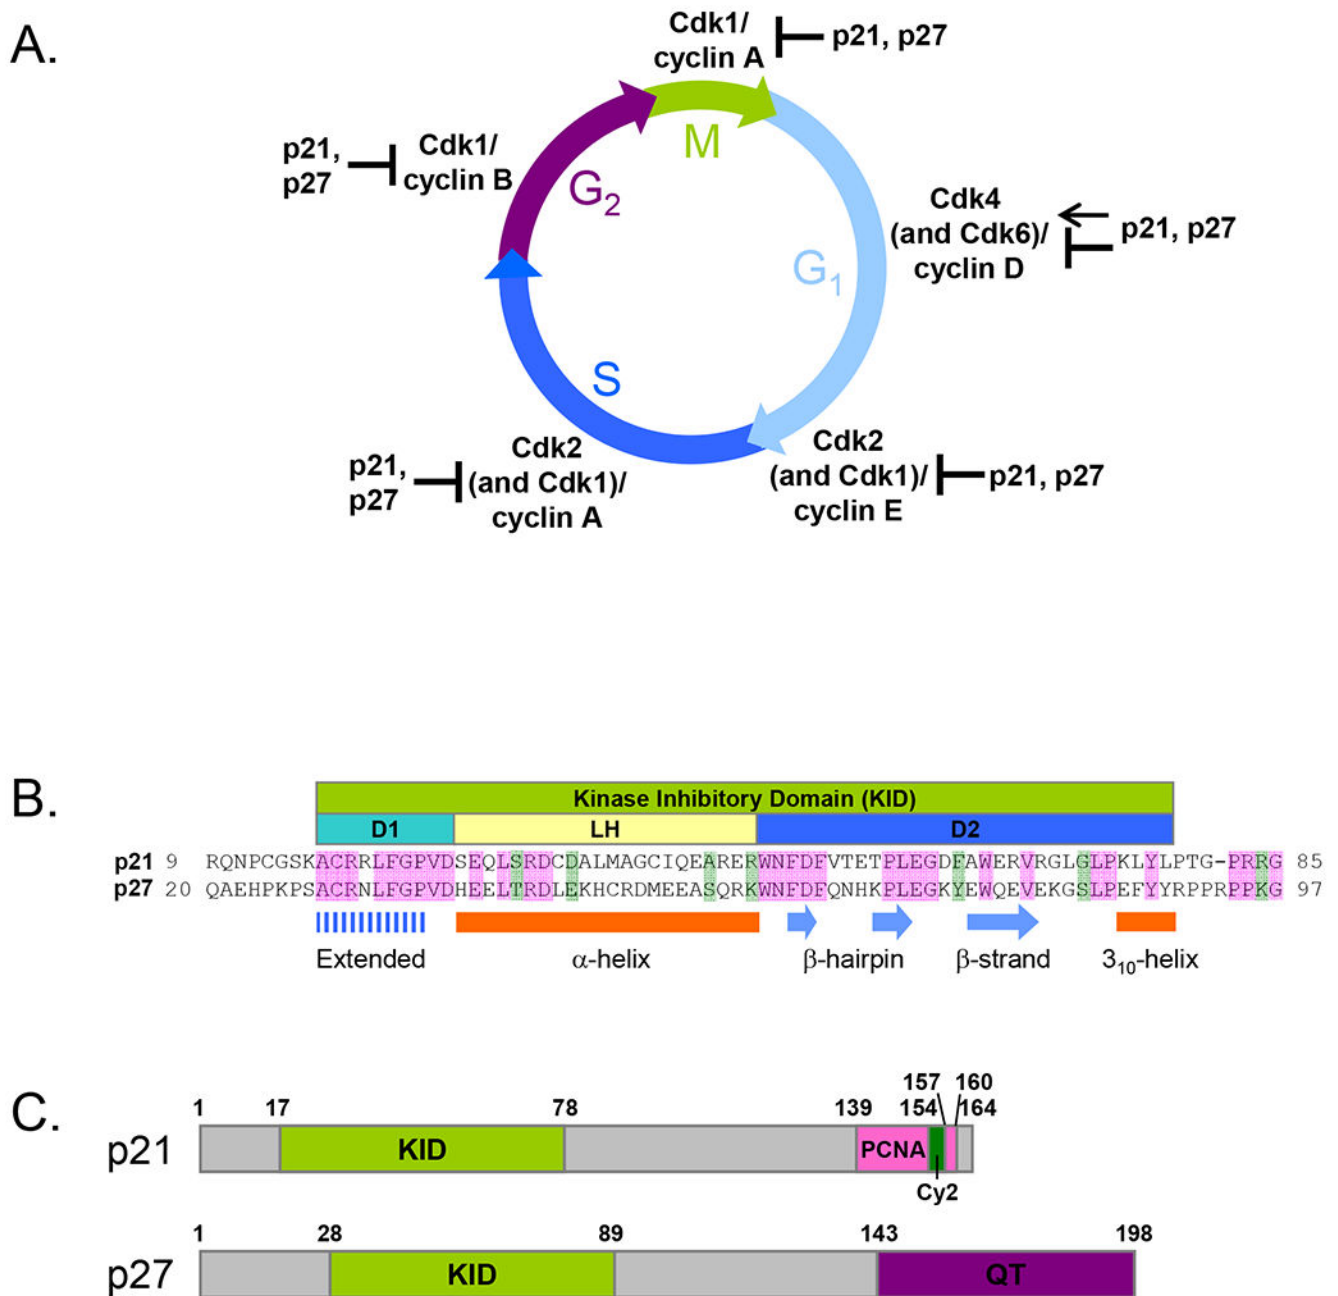 A.
Cdk1/
cyclin A
p21, p27
M
p21,
p27
Cdk1/
cyclin B
G2
Cdk4
(and Cdk6)/
cyclin D
p21, p27
G1
S
p21,
p27
Cdk2
(and Cdk1)/
cyclin A
Cdk2
(and Cdk1)/
cyclin E
p21, p27
B.
Kinase Inhibitory Domain (KID)
D1 LH D2
p21 9 RQNPCGSKACRRLFGPVDSEQLSRDCDALMAGCIQEARERWNFDFVTETPLEGDFAWERVRGLGLPKLYLPTG-PRRG 85
p27 20 QAEHPKPSACRNLFGPVDHEELTRDLEKHCRDMEEASQRKWNFDFQNHKPLEGKYEWQEVEKGSLPEFYYRPPRPPKG 97
Extended α-helix β-hairpin β-strand 3₁₀-helix
C.
157 160
1 17 78 139 154 164
p21 KID PCNA
Cy2
1 28 89 143 198
p27 KID QT